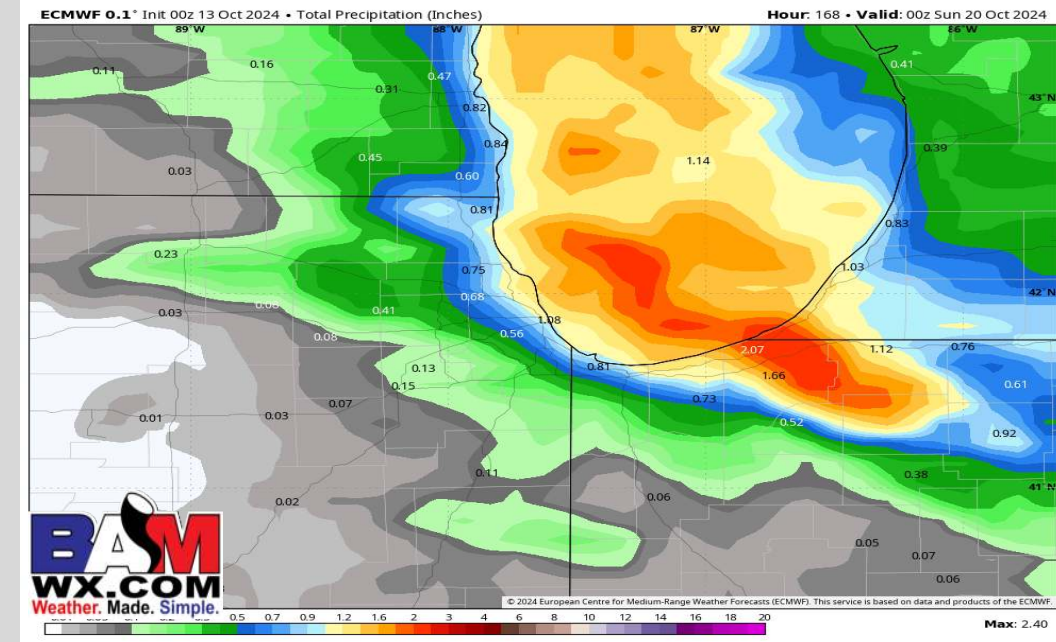 ECMWF 0.1° Init 00z 13 Oct 2024 • Total Precipitation (Inches)
Hour: 168 • Valid: 00z Sun 20 Oct 2024
89°W 88°W 87°W 86°W
0.11 0.16 0.31 0.47 0.41
43°N
0.82
0.84 0.39
0.45 1.14
0.03 0.60
0.81 0.83
0.23 0.75 1.03
42°N
0.68
0.03 0.06 0.41 1.08
0.08 0.56
2.07 1.12 0.76
0.13 0.81 1.66 0.61
0.15
0.01 0.03 0.07 0.73 0.52 0.92
0.11 0.38
41°N
0.02 0.06
0.05 0.07
0.06
BAM
WX.COM
Weather. Made. Simple.
© 2024 European Centre for Medium-Range Weather Forecasts (ECMWF). This service is based on data and products of the ECMWF.
0.5 0.7 0.9 1.2 1.6 2 3 4 6 8 10 12 14 16 18 20
Max: 2.40